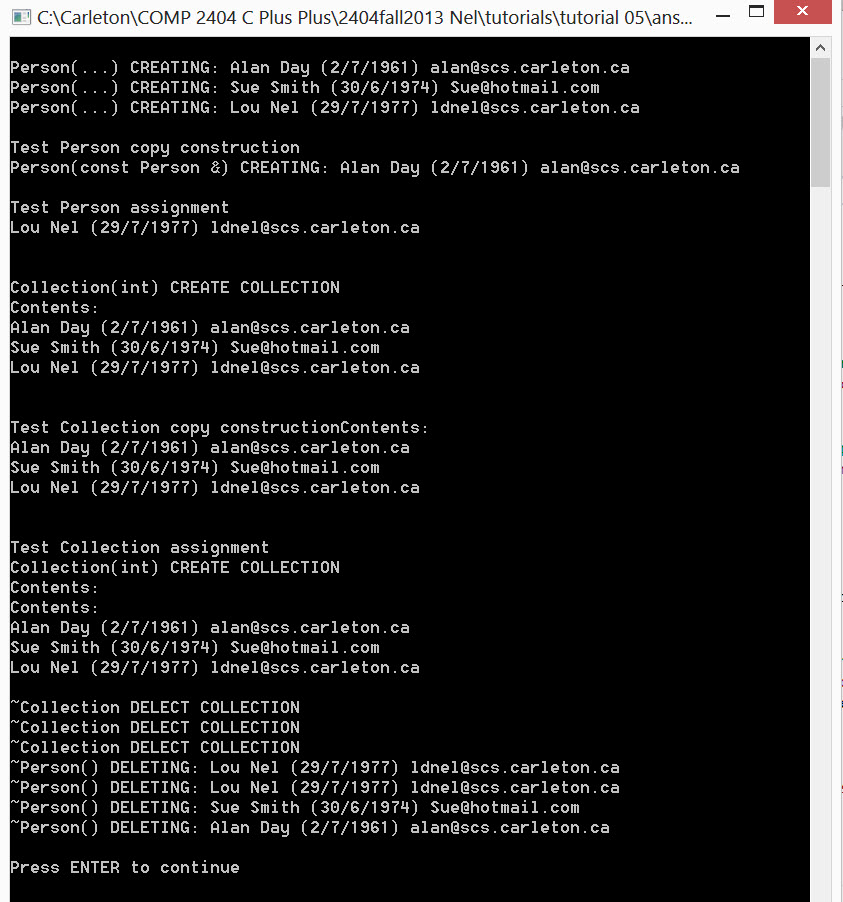 C:\Carleton\COMP 2404 C Plus Plus\2404fall2013 Nel\tutorials\tutorial 05\ans...
Person(...) CREATING: Alan Day (2/7/1961) alan@scs.carleton.ca
Person(...) CREATING: Sue Smith (30/6/1974) Sue@hotmail.com
Person(...) CREATING: Lou Nel (29/7/1977) ldnel@scs.carleton.ca
Test Person copy construction
Person(const Person &) CREATING: Alan Day (2/7/1961) alan@scs.carleton.ca
Test Person assignment
Lou Nel (29/7/1977) ldnel@scs.carleton.ca
Collection(int) CREATE COLLECTION
Contents:
Alan Day (2/7/1961) alan@scs.carleton.ca
Sue Smith (30/6/1974) Sue@hotmail.com
Lou Nel (29/7/1977) ldnel@scs.carleton.ca
Test Collection copy constructionContents:
Alan Day (2/7/1961) alan@scs.carleton.ca
Sue Smith (30/6/1974) Sue@hotmail.com
Lou Nel (29/7/1977) ldnel@scs.carleton.ca
Test Collection assignment
Collection(int) CREATE COLLECTION
Contents:
Contents:
Alan Day (2/7/1961) alan@scs.carleton.ca
Sue Smith (30/6/1974) Sue@hotmail.com
Lou Nel (29/7/1977) ldnel@scs.carleton.ca
~Collection DELECT COLLECTION
~Collection DELECT COLLECTION
~Collection DELECT COLLECTION
~Person() DELETING: Lou Nel (29/7/1977) ldnel@scs.carleton.ca
~Person() DELETING: Lou Nel (29/7/1977) ldnel@scs.carleton.ca
~Person() DELETING: Sue Smith (30/6/1974) Sue@hotmail.com
~Person() DELETING: Alan Day (2/7/1961) alan@scs.carleton.ca
Press ENTER to continue